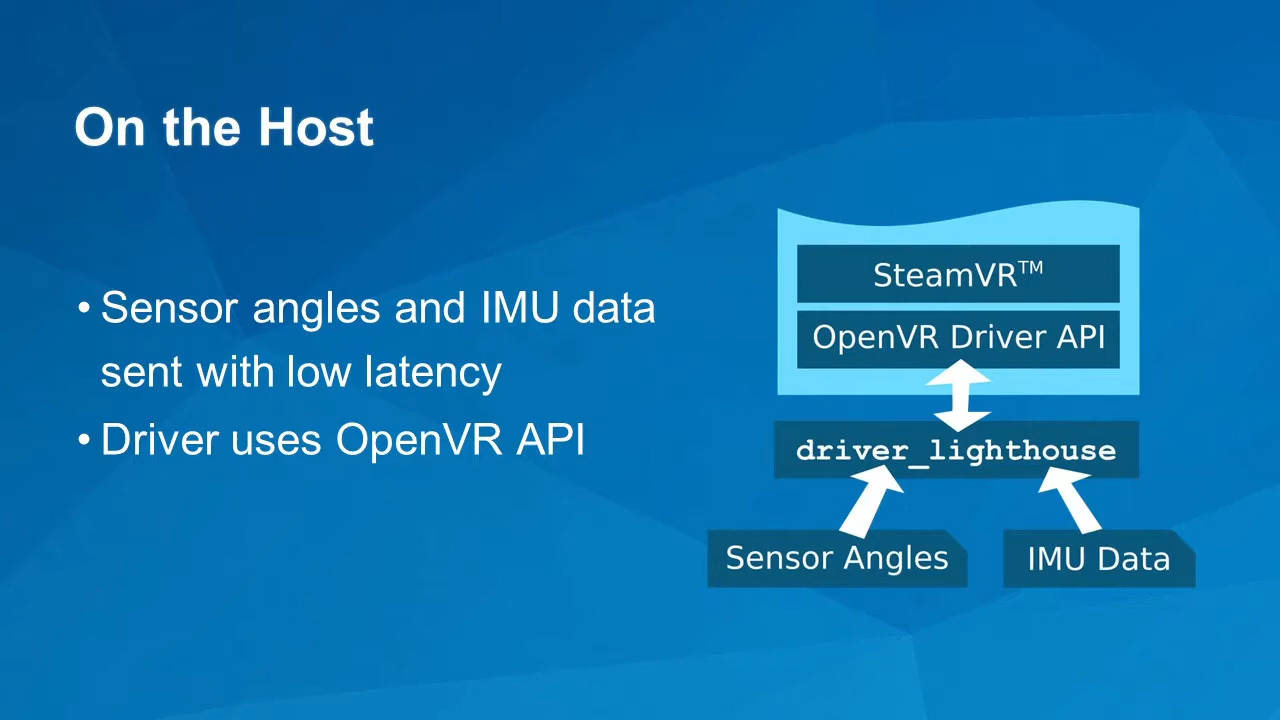 On the Host
• Sensor angles and IMU data
sent with low latency
• Driver uses OpenVR API
SteamVR™
OpenVR Driver API
driver_lighthouse
Sensor Angles
IMU Data